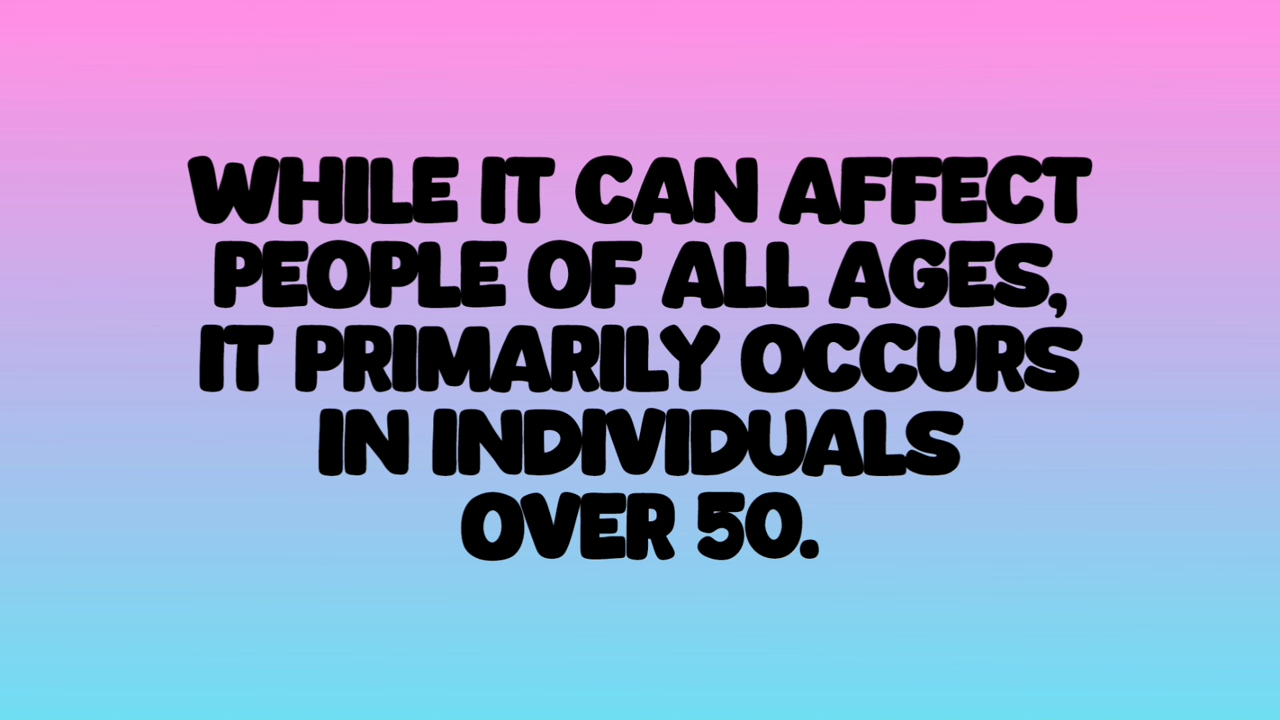 WHILE IT CAN AFFECT
PEOPLE OF ALL AGES,
IT PRIMARILY OCCURS
IN INDIVIDUALS
OVER 50.